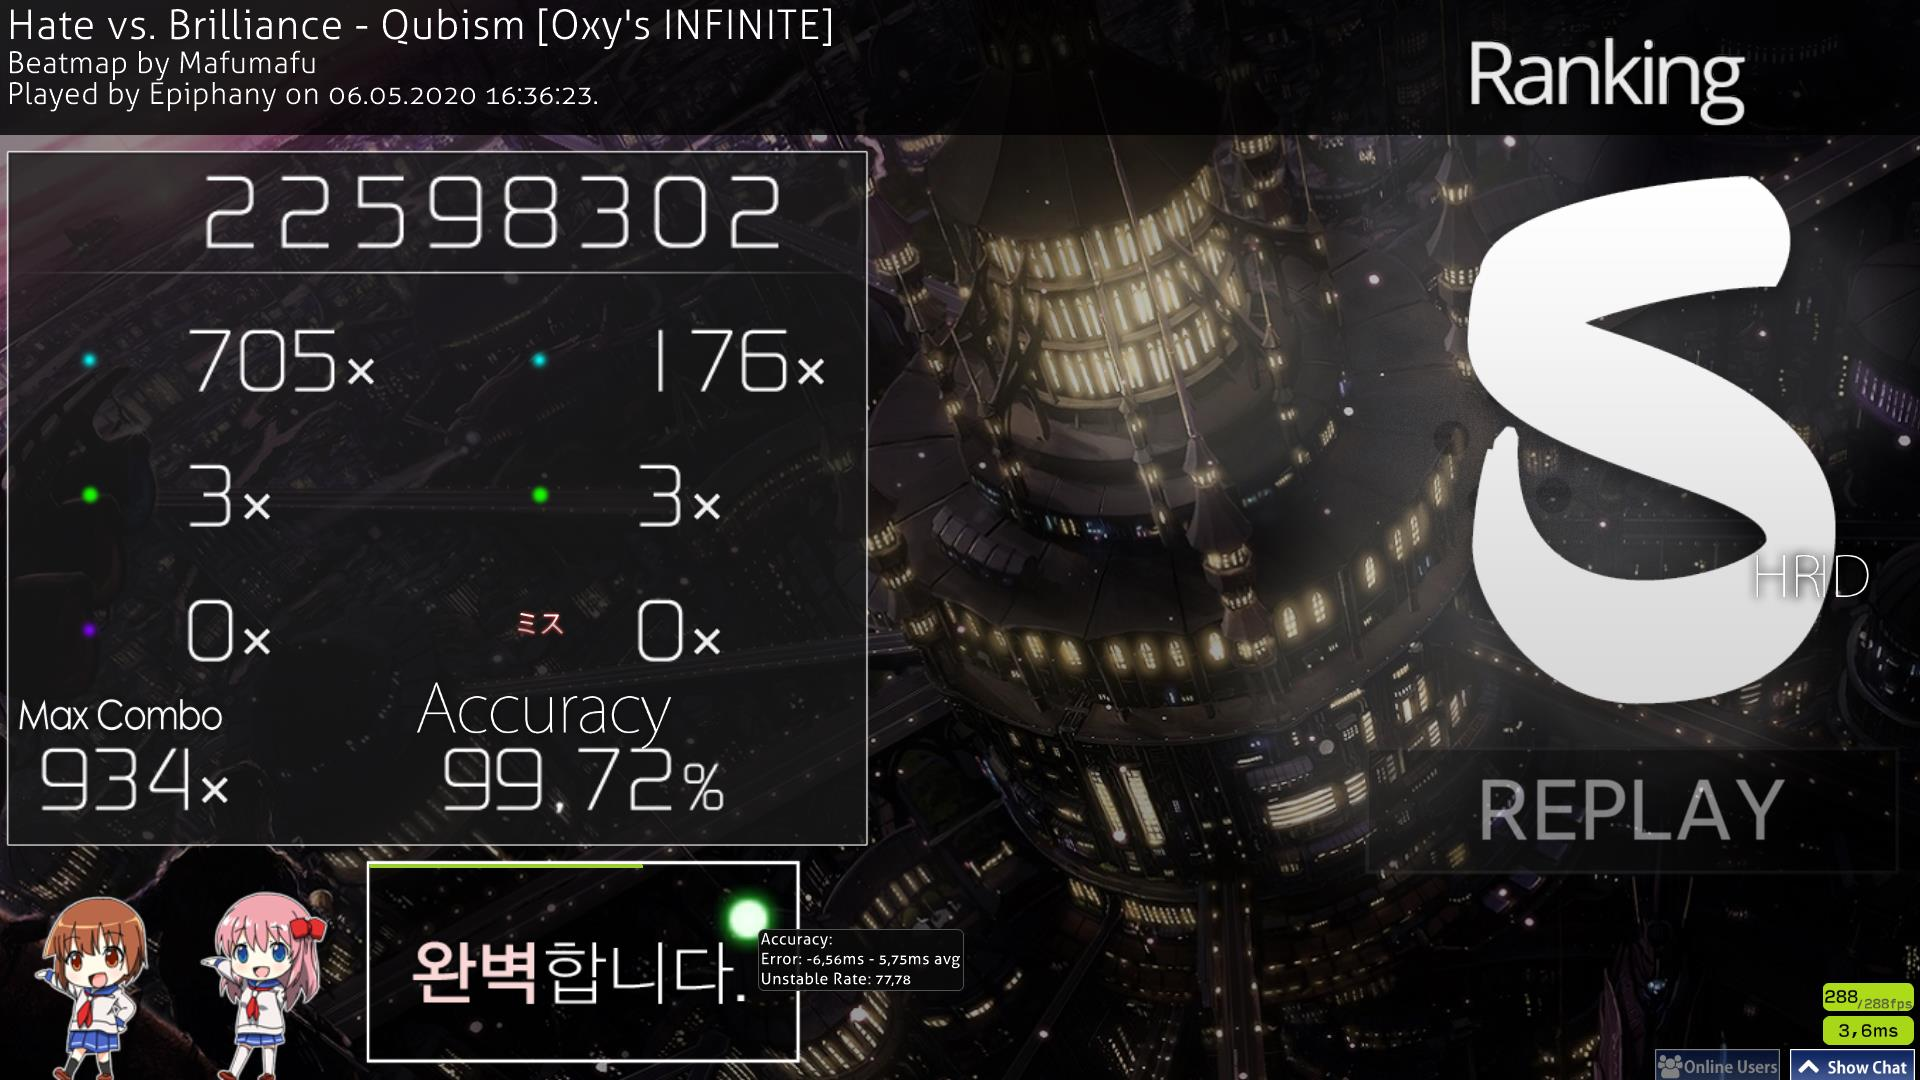 Hate vs. Brilliance - Qubism [Oxy's INFINITE]
Beatmap by Mafumafu
Played by Epiphany on 06.05.2020 16:36:23.
Ranking
22598302
705x 176x
3x 3x
0x ミス 0x
Max Combo Accuracy
934x 99,72%
HRHD
REPLAY
완벽합니다.
Accuracy:
Error: -6,56ms - 5,75ms avg
Unstable Rate: 77,78
288/288fps
3,6ms
Online Users Show Chat